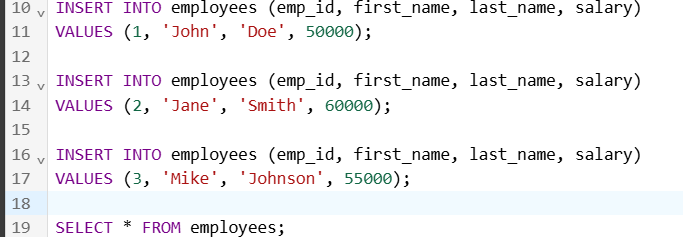 10 INSERT INTO employees (emp_id, first_name, last_name, salary)
11 VALUES (1, 'John', 'Doe', 50000);
12
13 INSERT INTO employees (emp_id, first_name, last_name, salary)
14 VALUES (2, 'Jane', 'Smith', 60000);
15
16 INSERT INTO employees (emp_id, first_name, last_name, salary)
17 VALUES (3, 'Mike', 'Johnson', 55000);
18
19 SELECT * FROM employees;